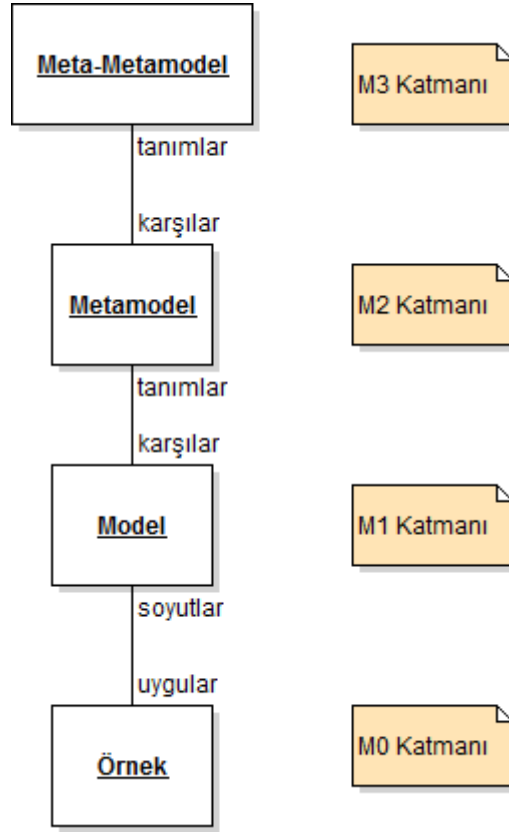 Meta-Metamodel
M3 Katmanı
tanımlar
karşılar
Metamodel
M2 Katmanı
tanımlar
karşılar
Model
M1 Katmanı
soyutlar
uygular
Örnek
M0 Katmanı